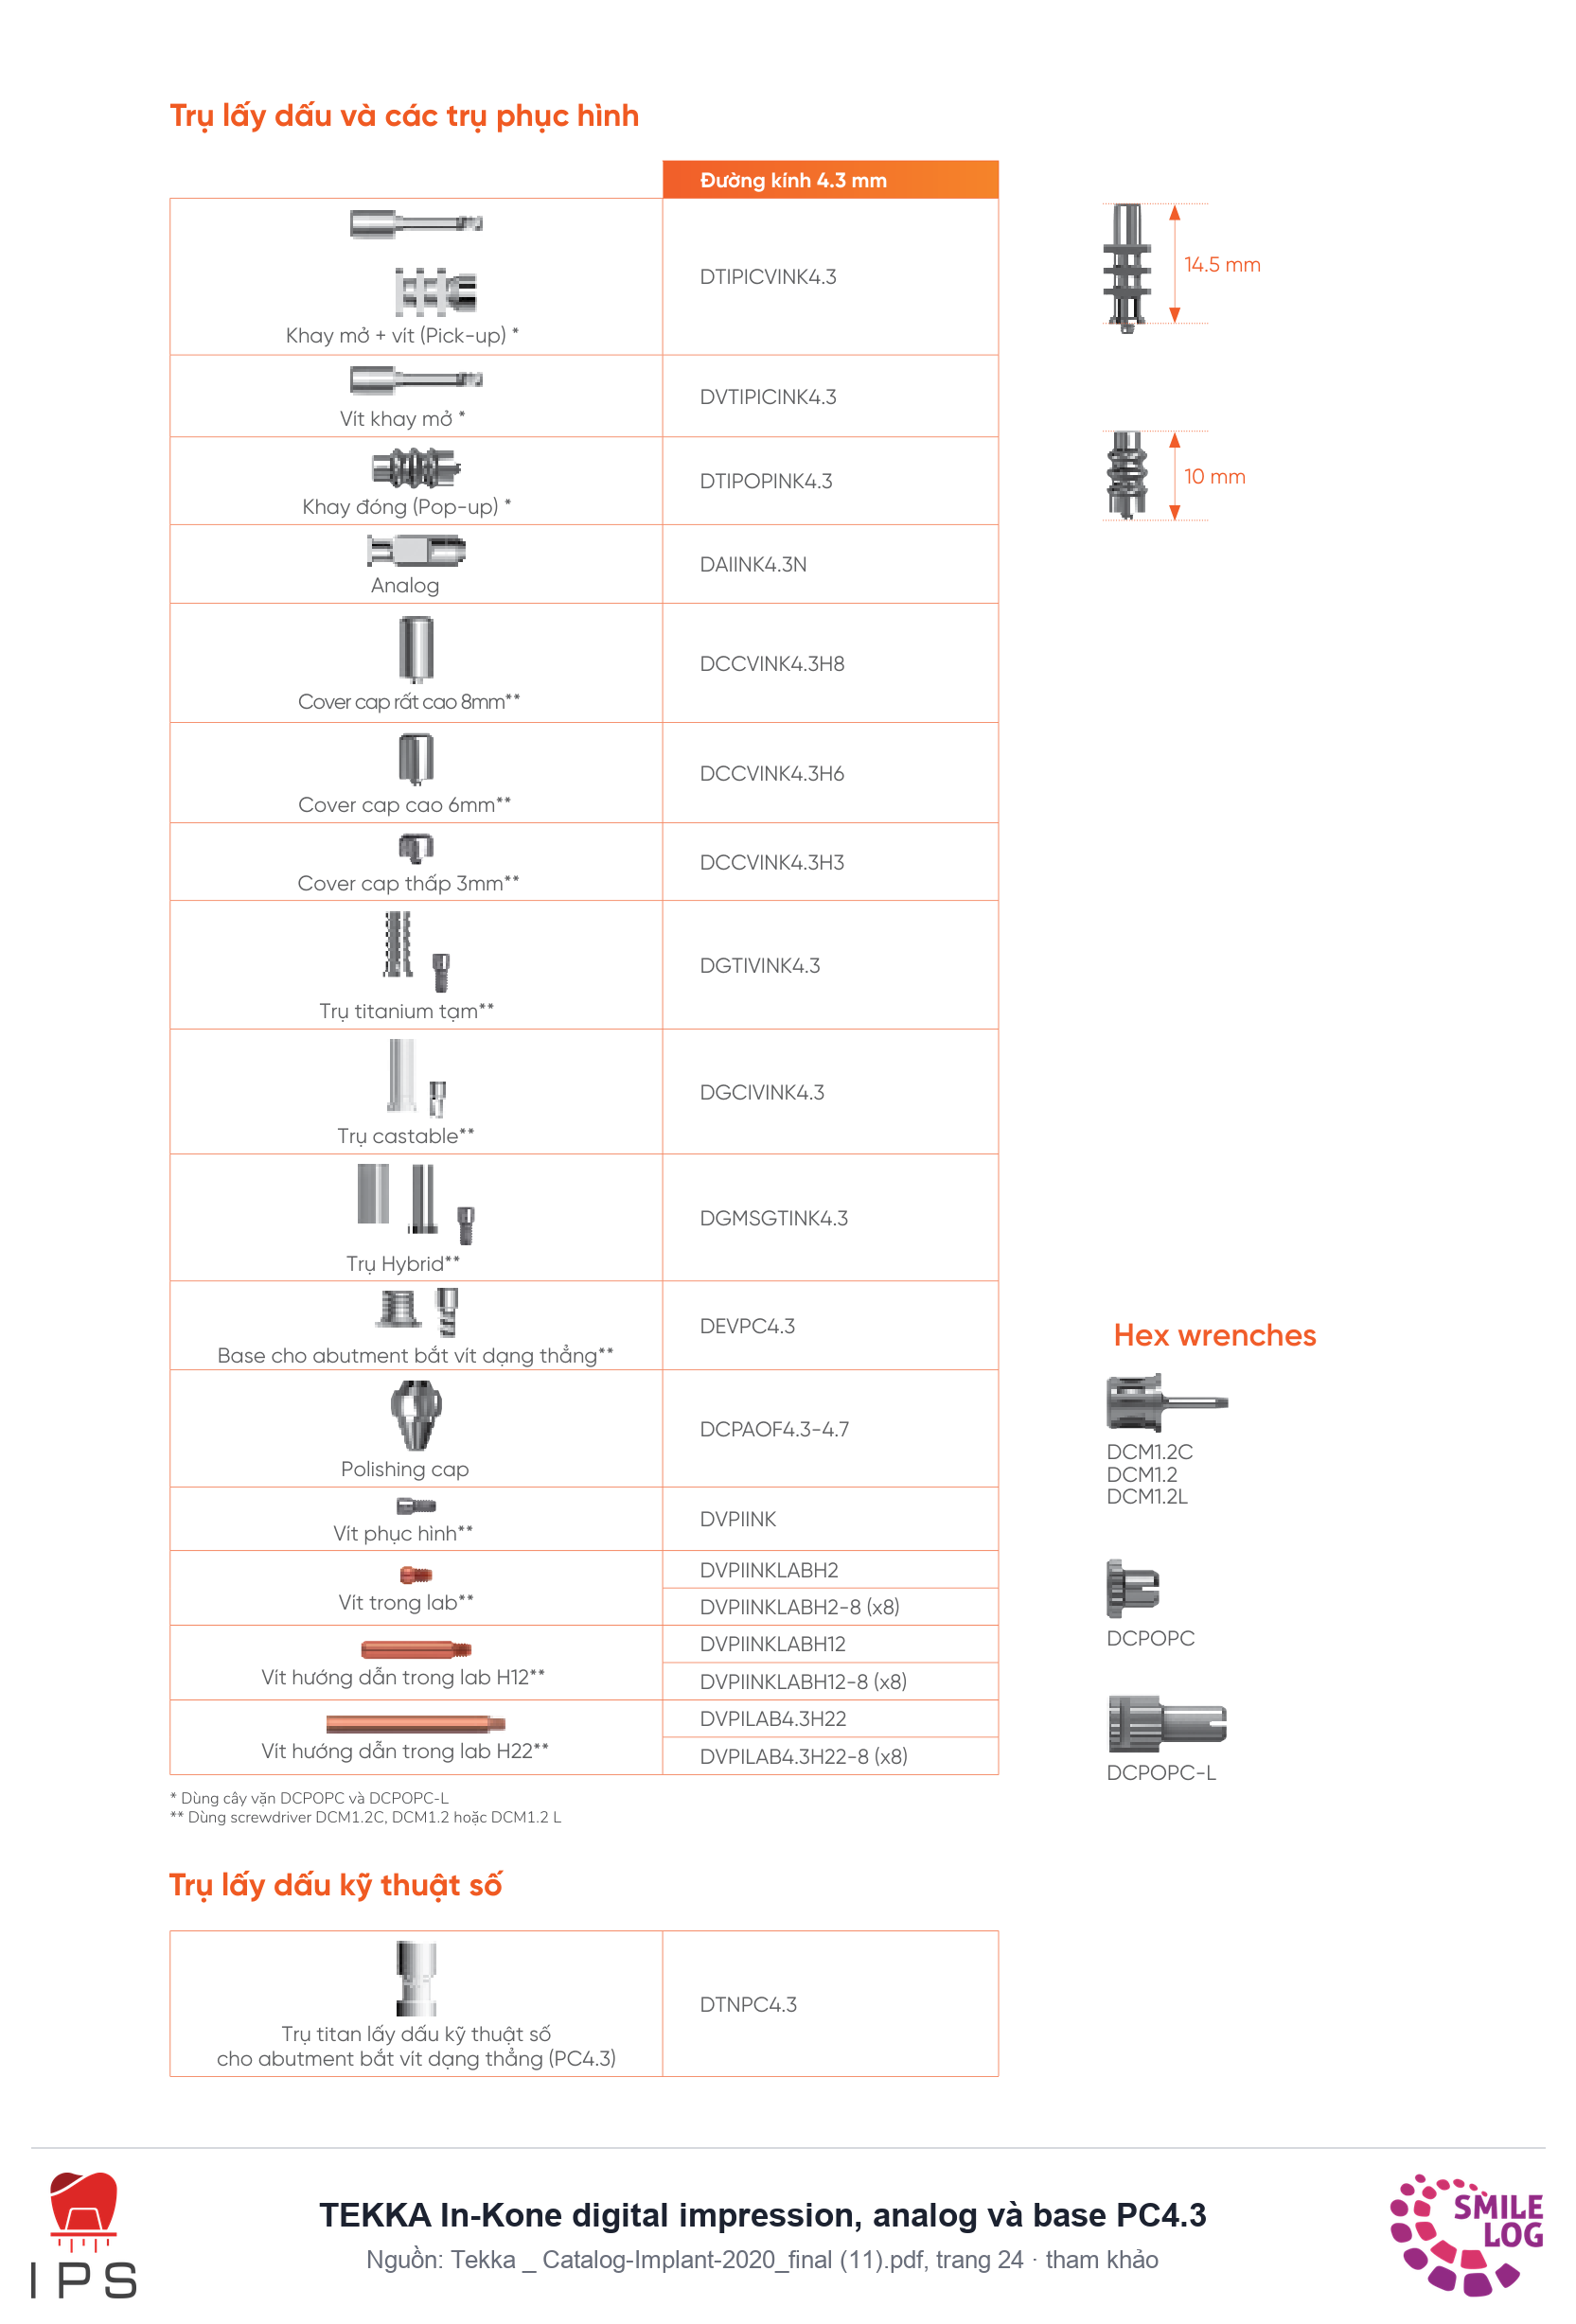 Trụ lấy dấu và các trụ phục hình
Đường kính 4.3 mm
Khay mở + vít (Pick-up) *
DTIPICVINK4.3
14.5 mm
Vít khay mở *
DVTIPICINK4.3
Khay đóng (Pop-up) *
DTIPOPINK4.3
10 mm
Analog
DAIINK4.3N
Cover cap rất cao 8mm**
DCCVINK4.3H8
Cover cap cao 6mm**
DCCVINK4.3H6
Cover cap thấp 3mm**
DCCVINK4.3H3
Trụ titanium tạm**
DGTIVINK4.3
Trụ castable**
DGCIVINK4.3
Trụ Hybrid**
DGMSGTINK4.3
Base cho abutment bắt vít dạng thẳng**
DEVPC4.3
Polishing cap
DCPAOF4.3-4.7
Vít phục hình**
DVPIINK
Vít trong lab**
DVPIINKLABH2
DVPIINKLABH2-8 (x8)
Vít hướng dẫn trong lab H12**
DVPIINKLABH12
DVPIINKLABH12-8 (x8)
Vít hướng dẫn trong lab H22**
DVPILAB4.3H22
DVPILAB4.3H22-8 (x8)
Hex wrenches
DCM1.2C
DCM1.2
DCM1.2L
DCPOPC
DCPOPC-L
* Dùng cây vặn DCPOPC và DCPOPC-L
** Dùng screwdriver DCM1.2C, DCM1.2 hoặc DCM1.2 L
Trụ lấy dấu kỹ thuật số
Trụ titan lấy dấu kỹ thuật số
cho abutment bắt vít dạng thẳng (PC4.3)
DTNPC4.3
IPS
TEKKA In-Kone digital impression, analog và base PC4.3
Nguồn: Tekka _ Catalog-Implant-2020_final (11).pdf, trang 24 · tham khảo
SMILE
LOG